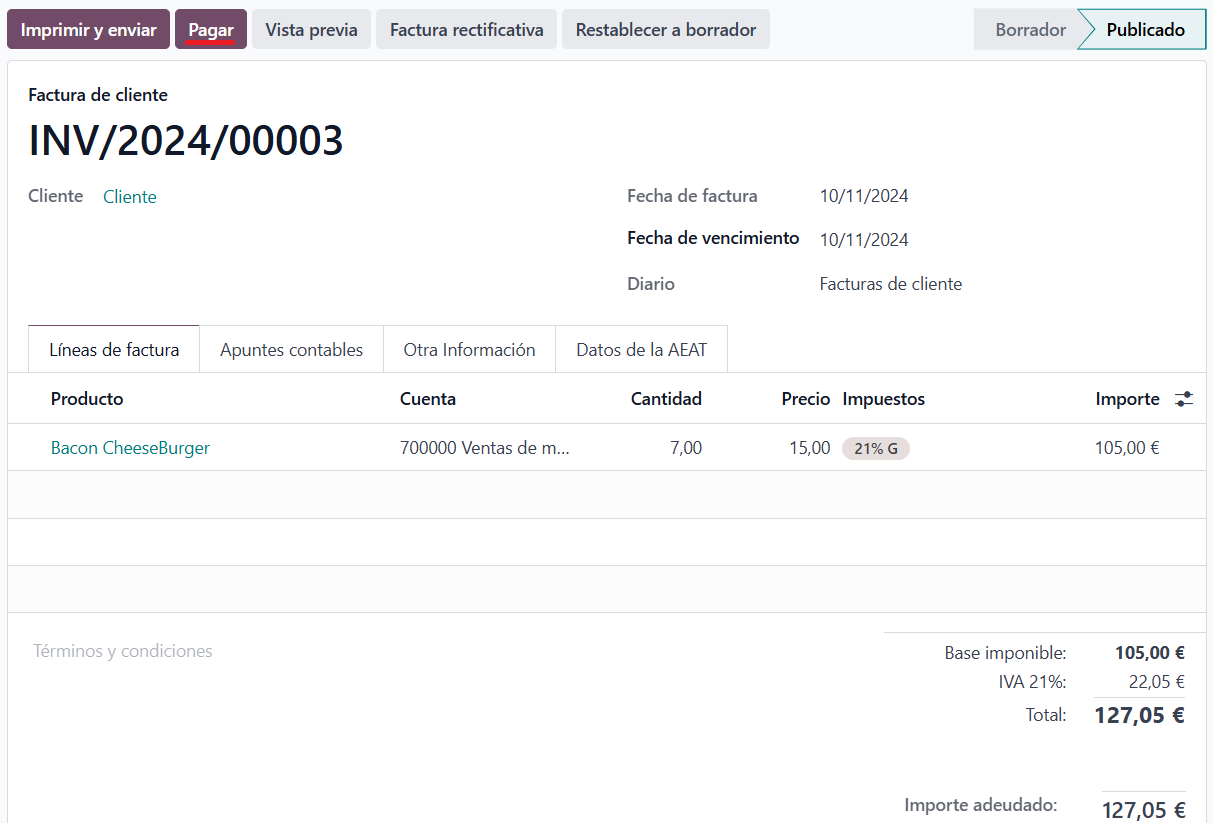 Imprimir y enviar Pagar Vista previa Factura rectificativa Restablecer a borrador Borrador Publicado
Factura de cliente
INV/2024/00003
Cliente Cliente Fecha de factura 10/11/2024
Fecha de vencimiento 10/11/2024
Diario Facturas de cliente
Líneas de factura Apuntes contables Otra Información Datos de la AEAT
Producto Cuenta Cantidad Precio Impuestos Importe
Bacon CheeseBurger 700000 Ventas de m... 7,00 15,00 21% G 105,00 €
Términos y condiciones Base imponible: 105,00 €
IVA 21%: 22,05 €
Total: 127,05 €
Importe adeudado: 127,05 €